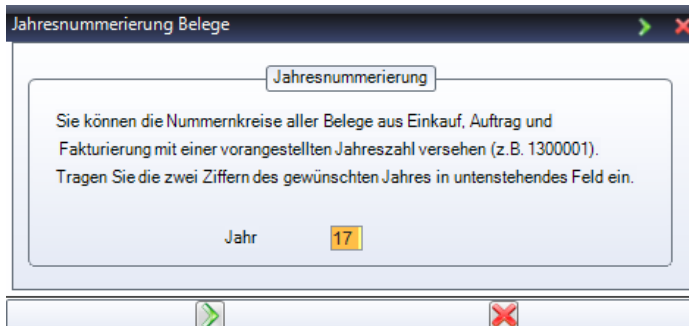 Jahresnummerierung Belege
Jahresnummerierung
Sie können die Nummernkreise aller Belege aus Einkauf, Auftrag und
Fakturierung mit einer vorangestellten Jahreszahl versehen (z.B. 1300001).
Tragen Sie die zwei Ziffern des gewünschten Jahres in untenstehendes Feld ein.
Jahr 17